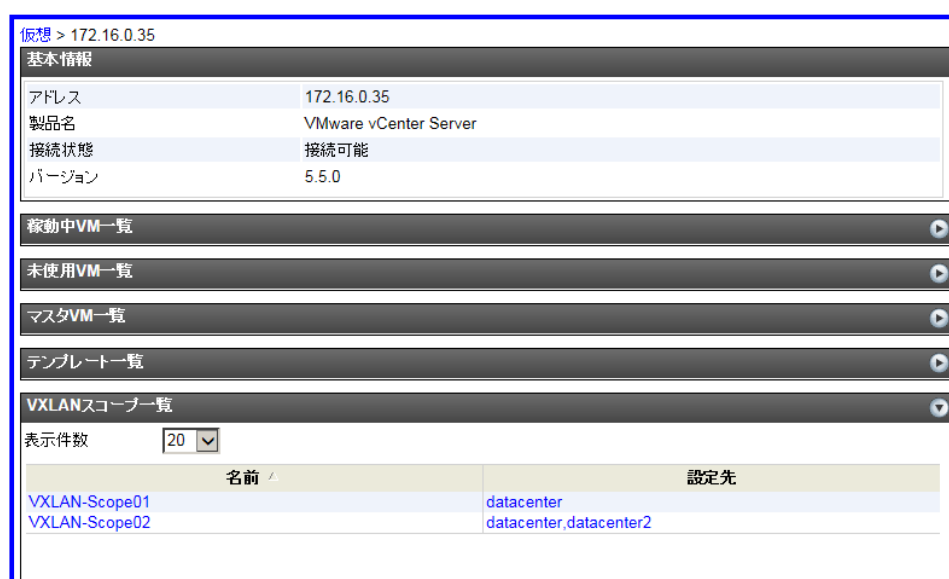 仮想 > 172.16.0.35
基本情報
アドレス 172.16.0.35
製品名 VMware vCenter Server
接続状態 接続可能
バージョン 5.5.0
稼動中VM一覧
未使用VM一覧
マスタVM一覧
テンプレート一覧
VXLANスコープ一覧
表示件数 20
名前 設定先
VXLAN-Scope01 datacenter
VXLAN-Scope02 datacenter,datacenter2